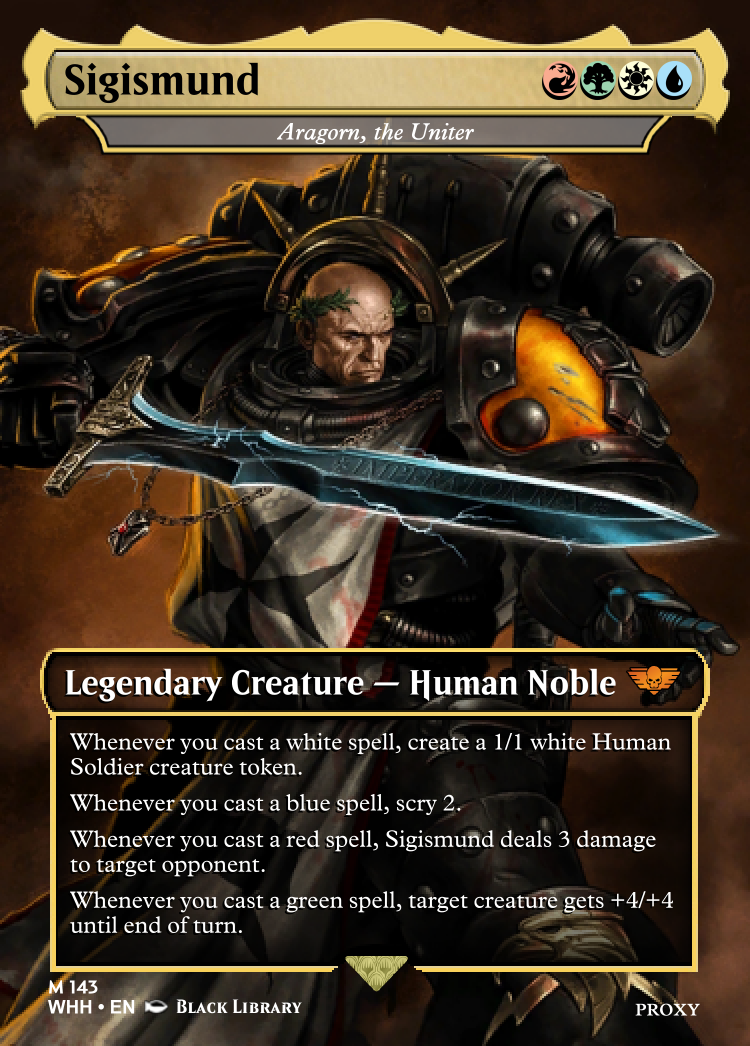 Sigismund
Aragorn, the Uniter
IMPERATOR REX
Legendary Creature — Human Noble
Whenever you cast a white spell, create a 1/1 white Human
Soldier creature token.
Whenever you cast a blue spell, scry 2.
Whenever you cast a red spell, Sigismund deals 3 damage
to target opponent.
Whenever you cast a green spell, target creature gets +4/+4
until end of turn.
M 143
WHH • EN BLACK LIBRARY
PROXY